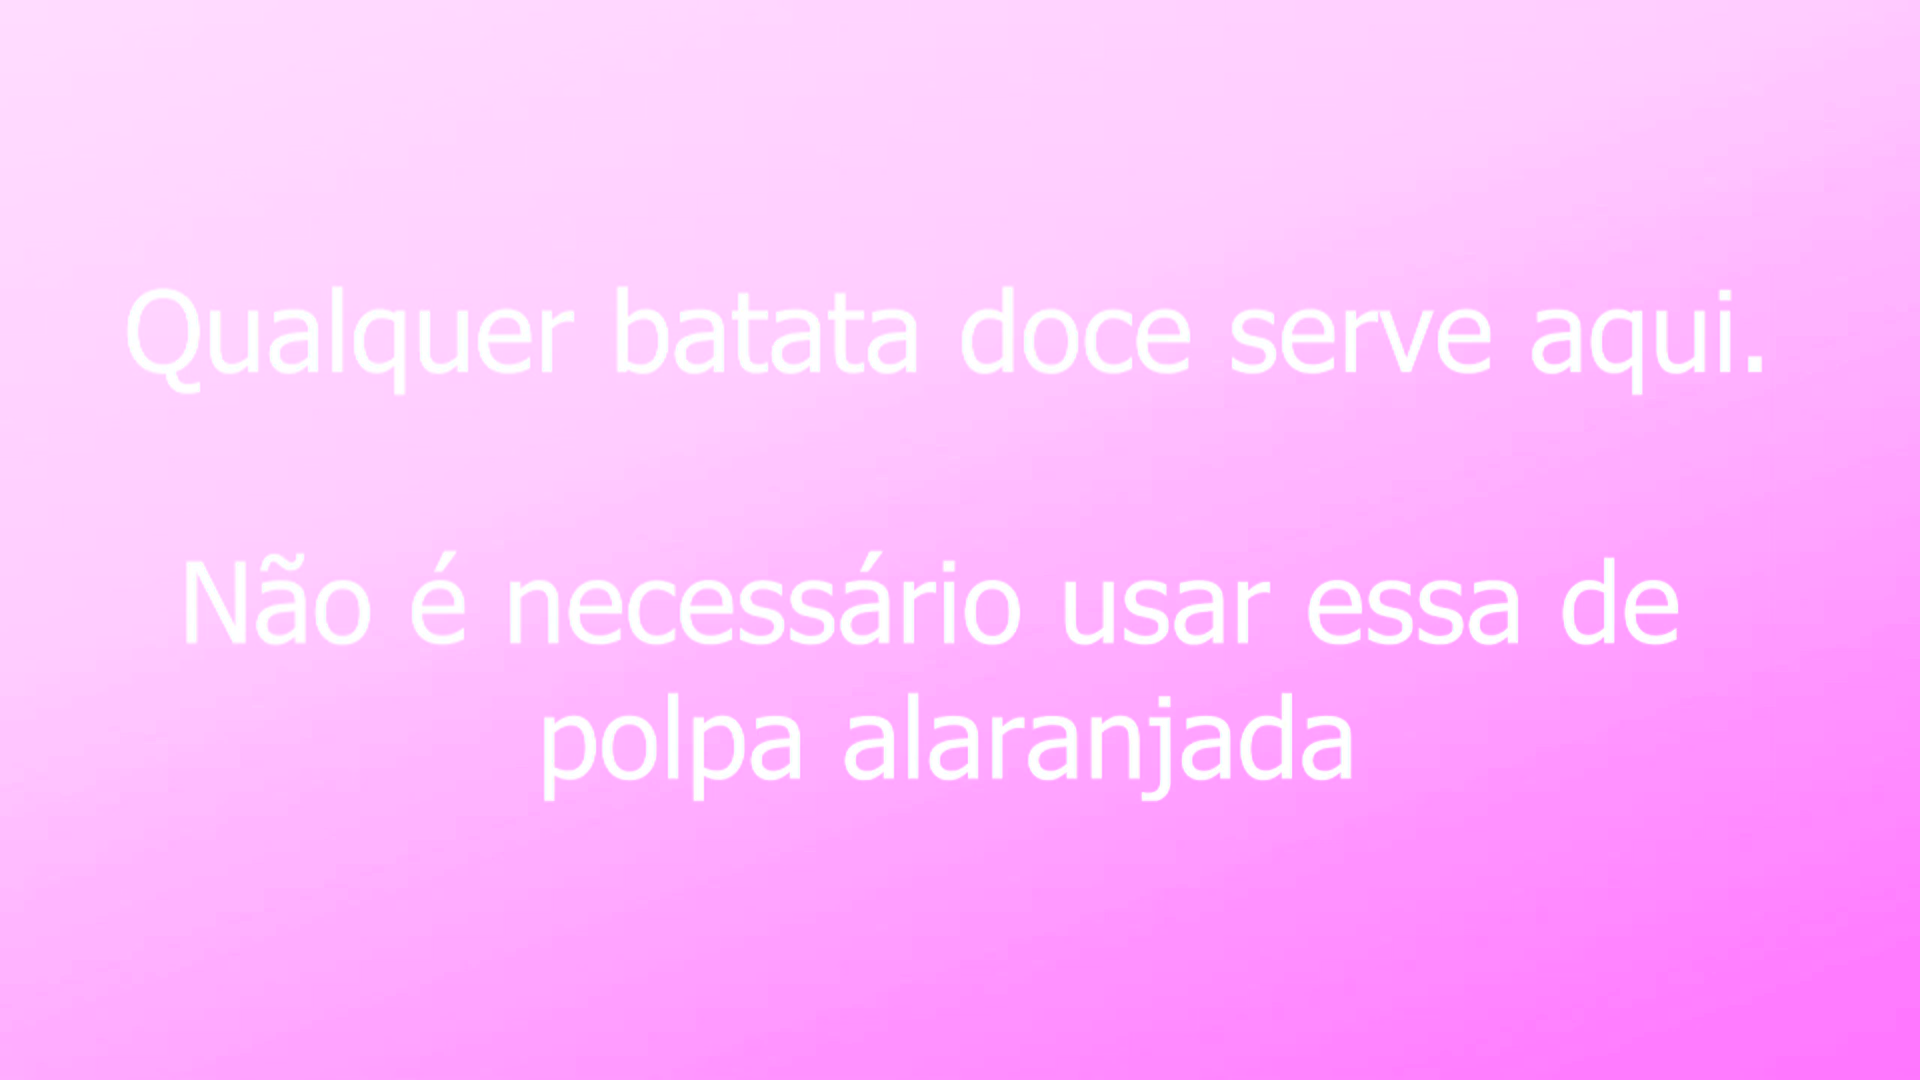 Qualquer batata doce serve aqui.
Não é necessário usar essa de
polpa alaranjada